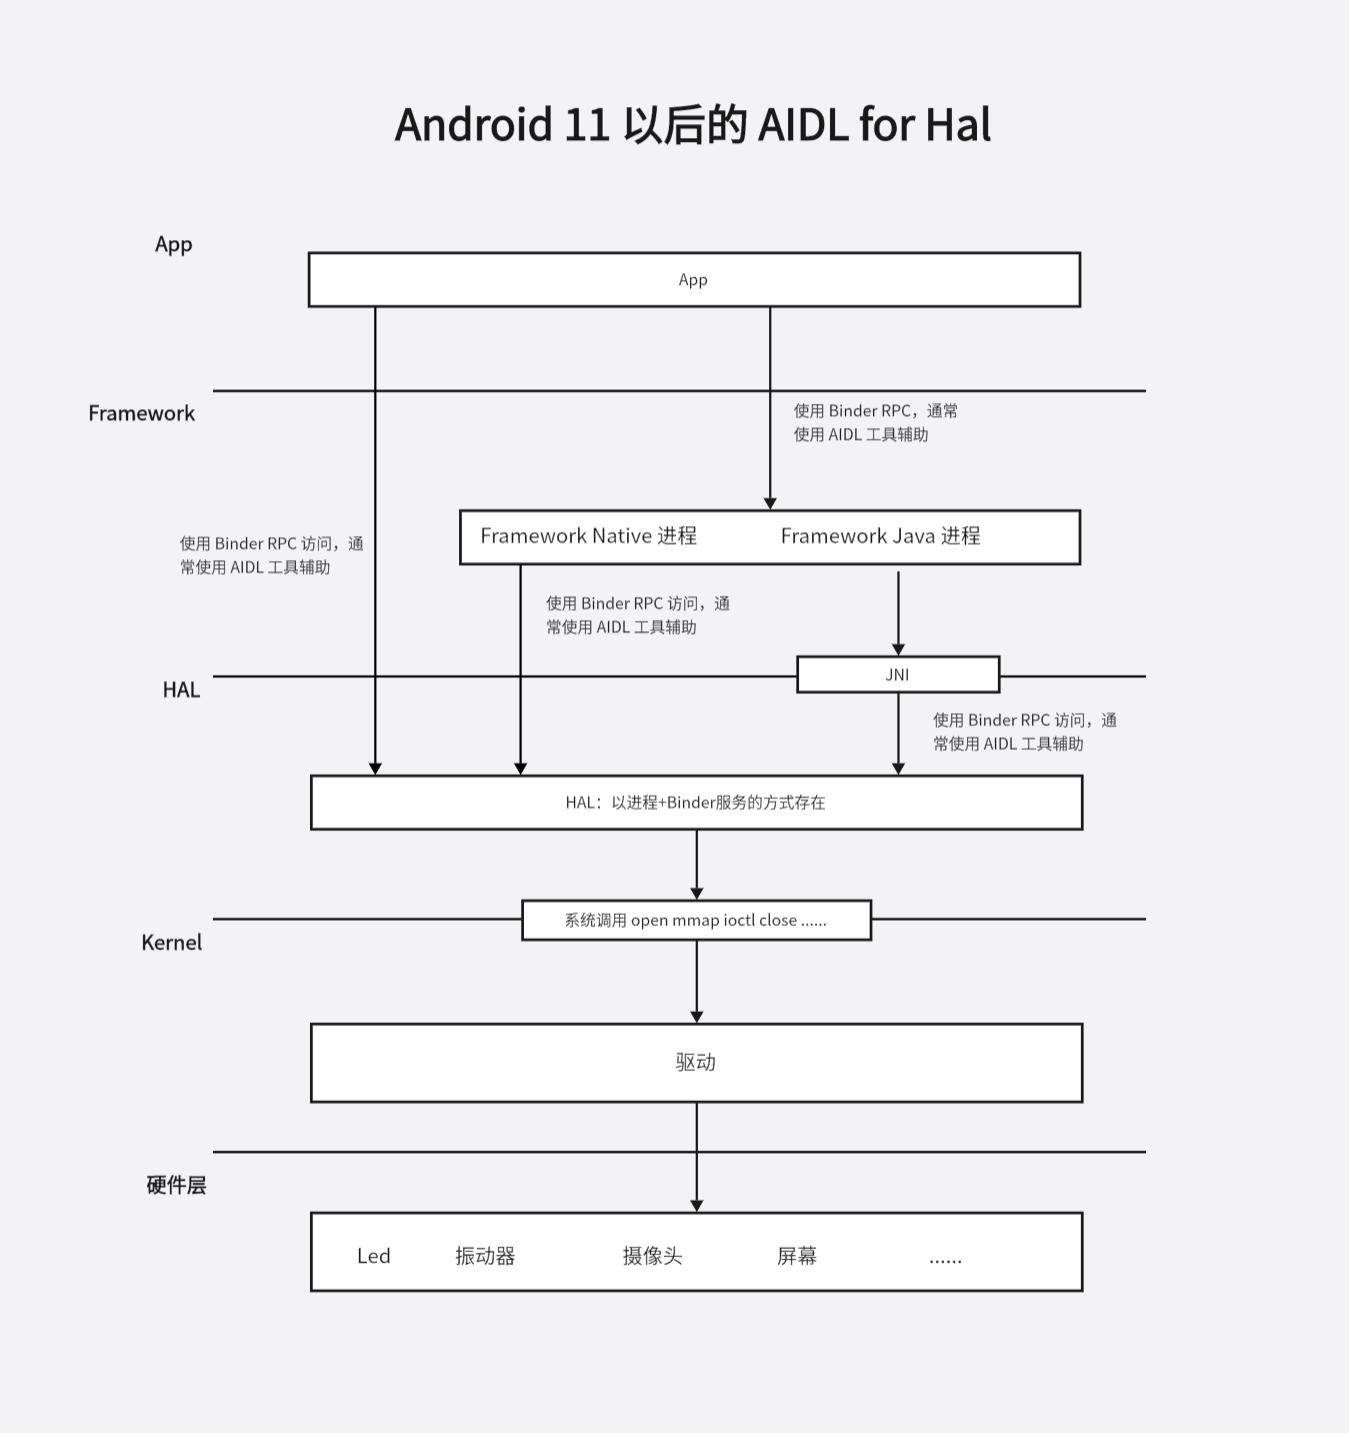 Android 11 以后的 AIDL for Hal
App
App
Framework
使用 Binder RPC，通常
使用 AIDL 工具辅助
Framework Native 进程
Framework Java 进程
使用 Binder RPC 访问，通
常使用 AIDL 工具辅助
使用 Binder RPC 访问，通
常使用 AIDL 工具辅助
JNI
HAL
使用 Binder RPC 访问，通
常使用 AIDL 工具辅助
HAL：以进程+Binder服务的方式存在
系统调用 open mmap ioctl close ......
Kernel
驱动
硬件层
Led
振动器
摄像头
屏幕
......